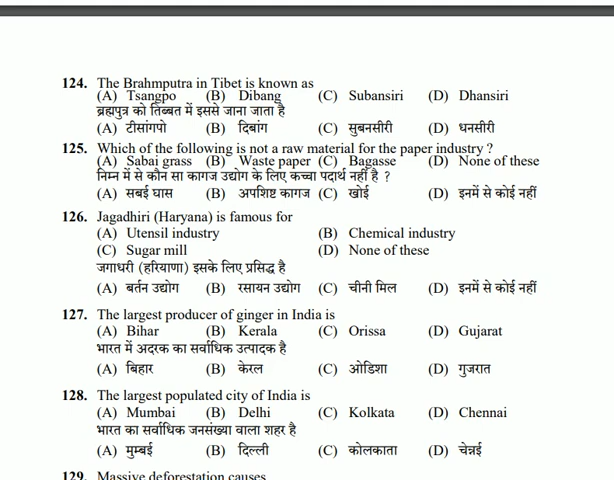 124. The Brahmputra in Tibet is known as
(A) Tsangpo (B) Dibang (C) Subansiri (D) Dhansiri
ब्रह्मपुत्र को तिब्बत में इससे जाना जाता है
(A) टीसांगपो (B) दिबांग (C) सुबनसीरी (D) धनसीरी
125. Which of the following is not a raw material for the paper industry ?
(A) Sabai grass (B) Waste paper (C) Bagasse (D) None of these
निम्न में से कौन सा कागज उद्योग के लिए कच्चा पदार्थ नहीं है ?
(A) सबई घास (B) अपशिष्ट कागज (C) खोई (D) इनमें से कोई नहीं
126. Jagadhiri (Haryana) is famous for
(A) Utensil industry (B) Chemical industry
(C) Sugar mill (D) None of these
जगाधरी (हरियाणा) इसके लिए प्रसिद्ध है
(A) बर्तन उद्योग (B) रसायन उद्योग (C) चीनी मिल (D) इनमें से कोई नहीं
127. The largest producer of ginger in India is
(A) Bihar (B) Kerala (C) Orissa (D) Gujarat
भारत में अदरक का सर्वाधिक उत्पादक है
(A) बिहार (B) केरल (C) ओडिशा (D) गुजरात
128. The largest populated city of India is
(A) Mumbai (B) Delhi (C) Kolkata (D) Chennai
भारत का सर्वाधिक जनसंख्या वाला शहर है
(A) मुम्बई (B) दिल्ली (C) कोलकाता (D) चेन्नई
129. Massive deforestation causes